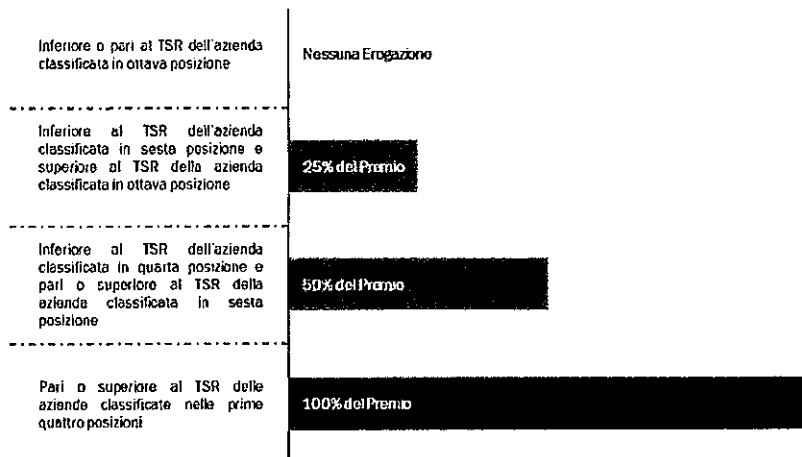 Inferiore o pari al TSR dell'azienda
classificata in ottava posizione
Nessuna Erogazione
Inferiore al TSR dell'azienda
classificata in sesta posizione e
superiore al TSR della azienda
classificata in ottava posizione
25% del Premio
Inferiore al TSR dell'azienda
classificata in quarta posizione e
pari o superiore al TSR della
azienda classificata in sesta
posizione
50% del Premio
Pari o superiore al TSR delle
aziende classificate nelle prime
quattro posizioni
100% del Premio